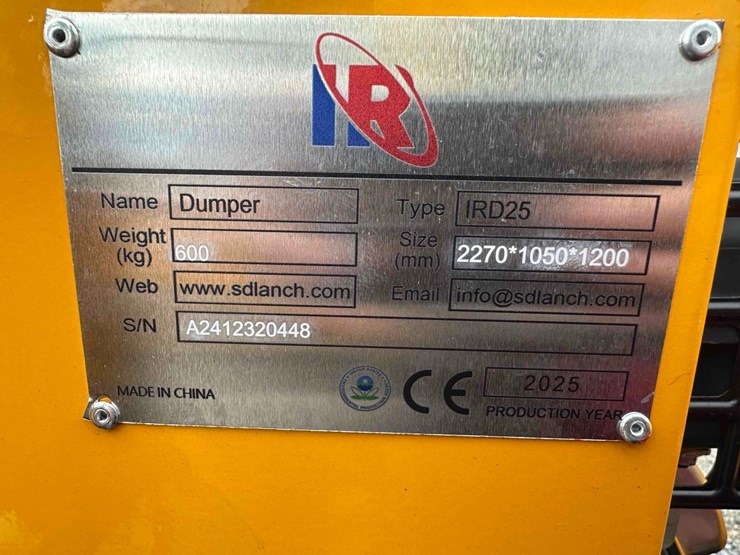 IR
Name Dumper Type IRD25
Weight (kg) 600 Size (mm) 2270*1050*1200
Web www.sdlanch.com Email info@sdlanch.com
S/N A2412320448
MADE IN CHINA CE 2025
PRODUCTION YEAR